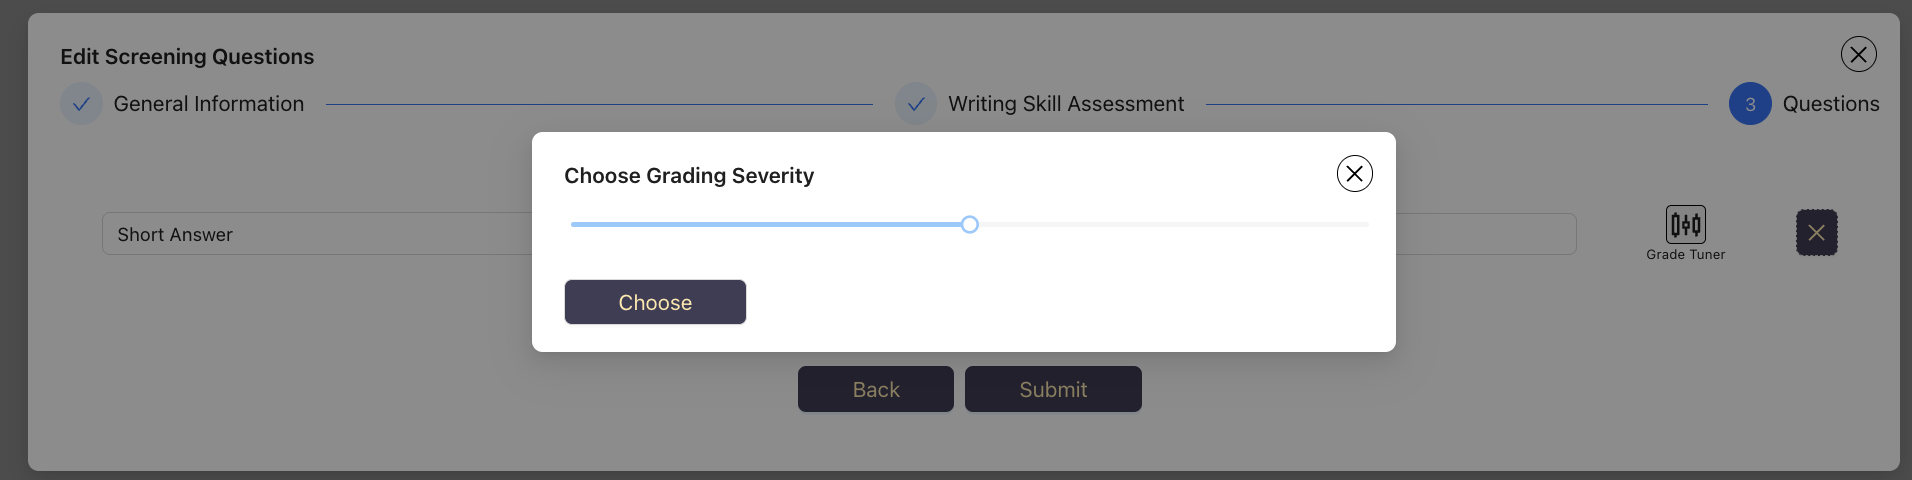 Edit Screening Questions
General Information
Writing Skill Assessment
3 Questions
Choose Grading Severity
Short Answer
Grade Tuner
Choose
Back
Submit